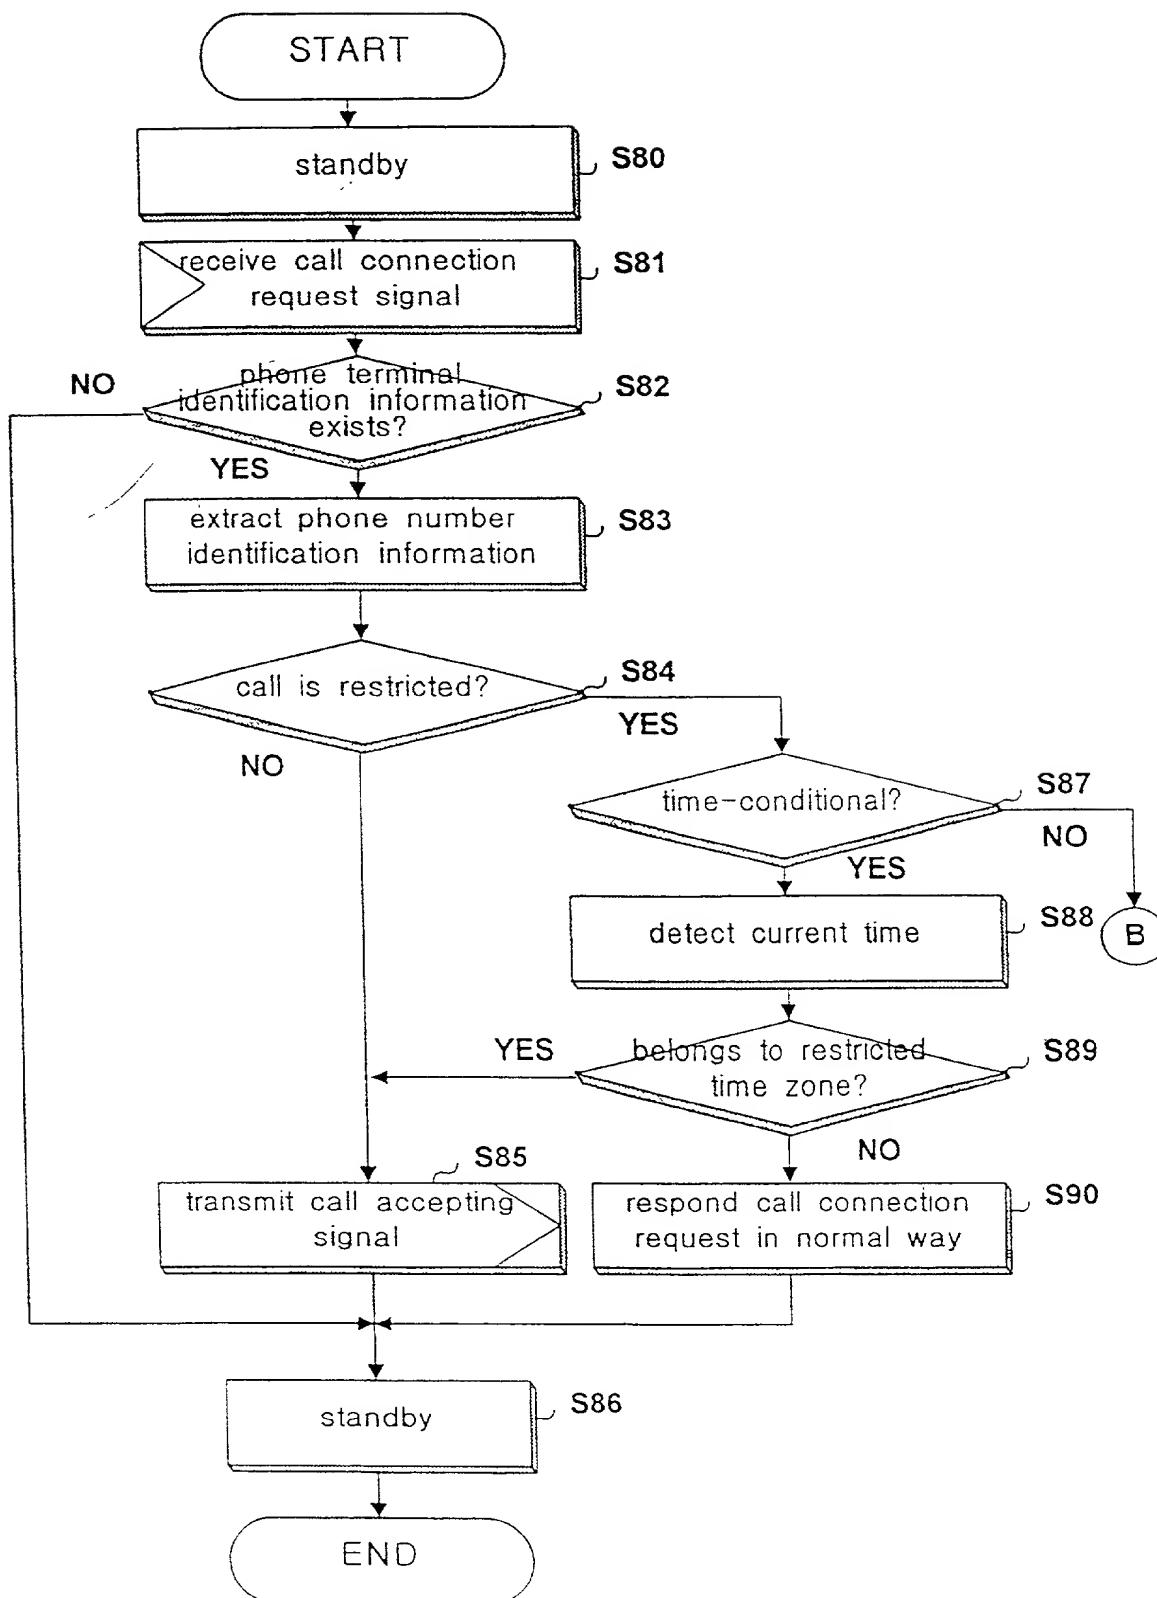 START
standby
S80
receive call connection
request signal
S81
phone terminal
identification information
exists?
S82
NO
YES
extract phone number
identification information
S83
call is restricted?
S84
YES
NO
time-conditional?
S87
NO
YES
detect current time
S88
B
belongs to restricted
time zone?
S89
YES
NO
S85
transmit call accepting
signal
respond call connection
request in normal way
S90
standby
S86
END